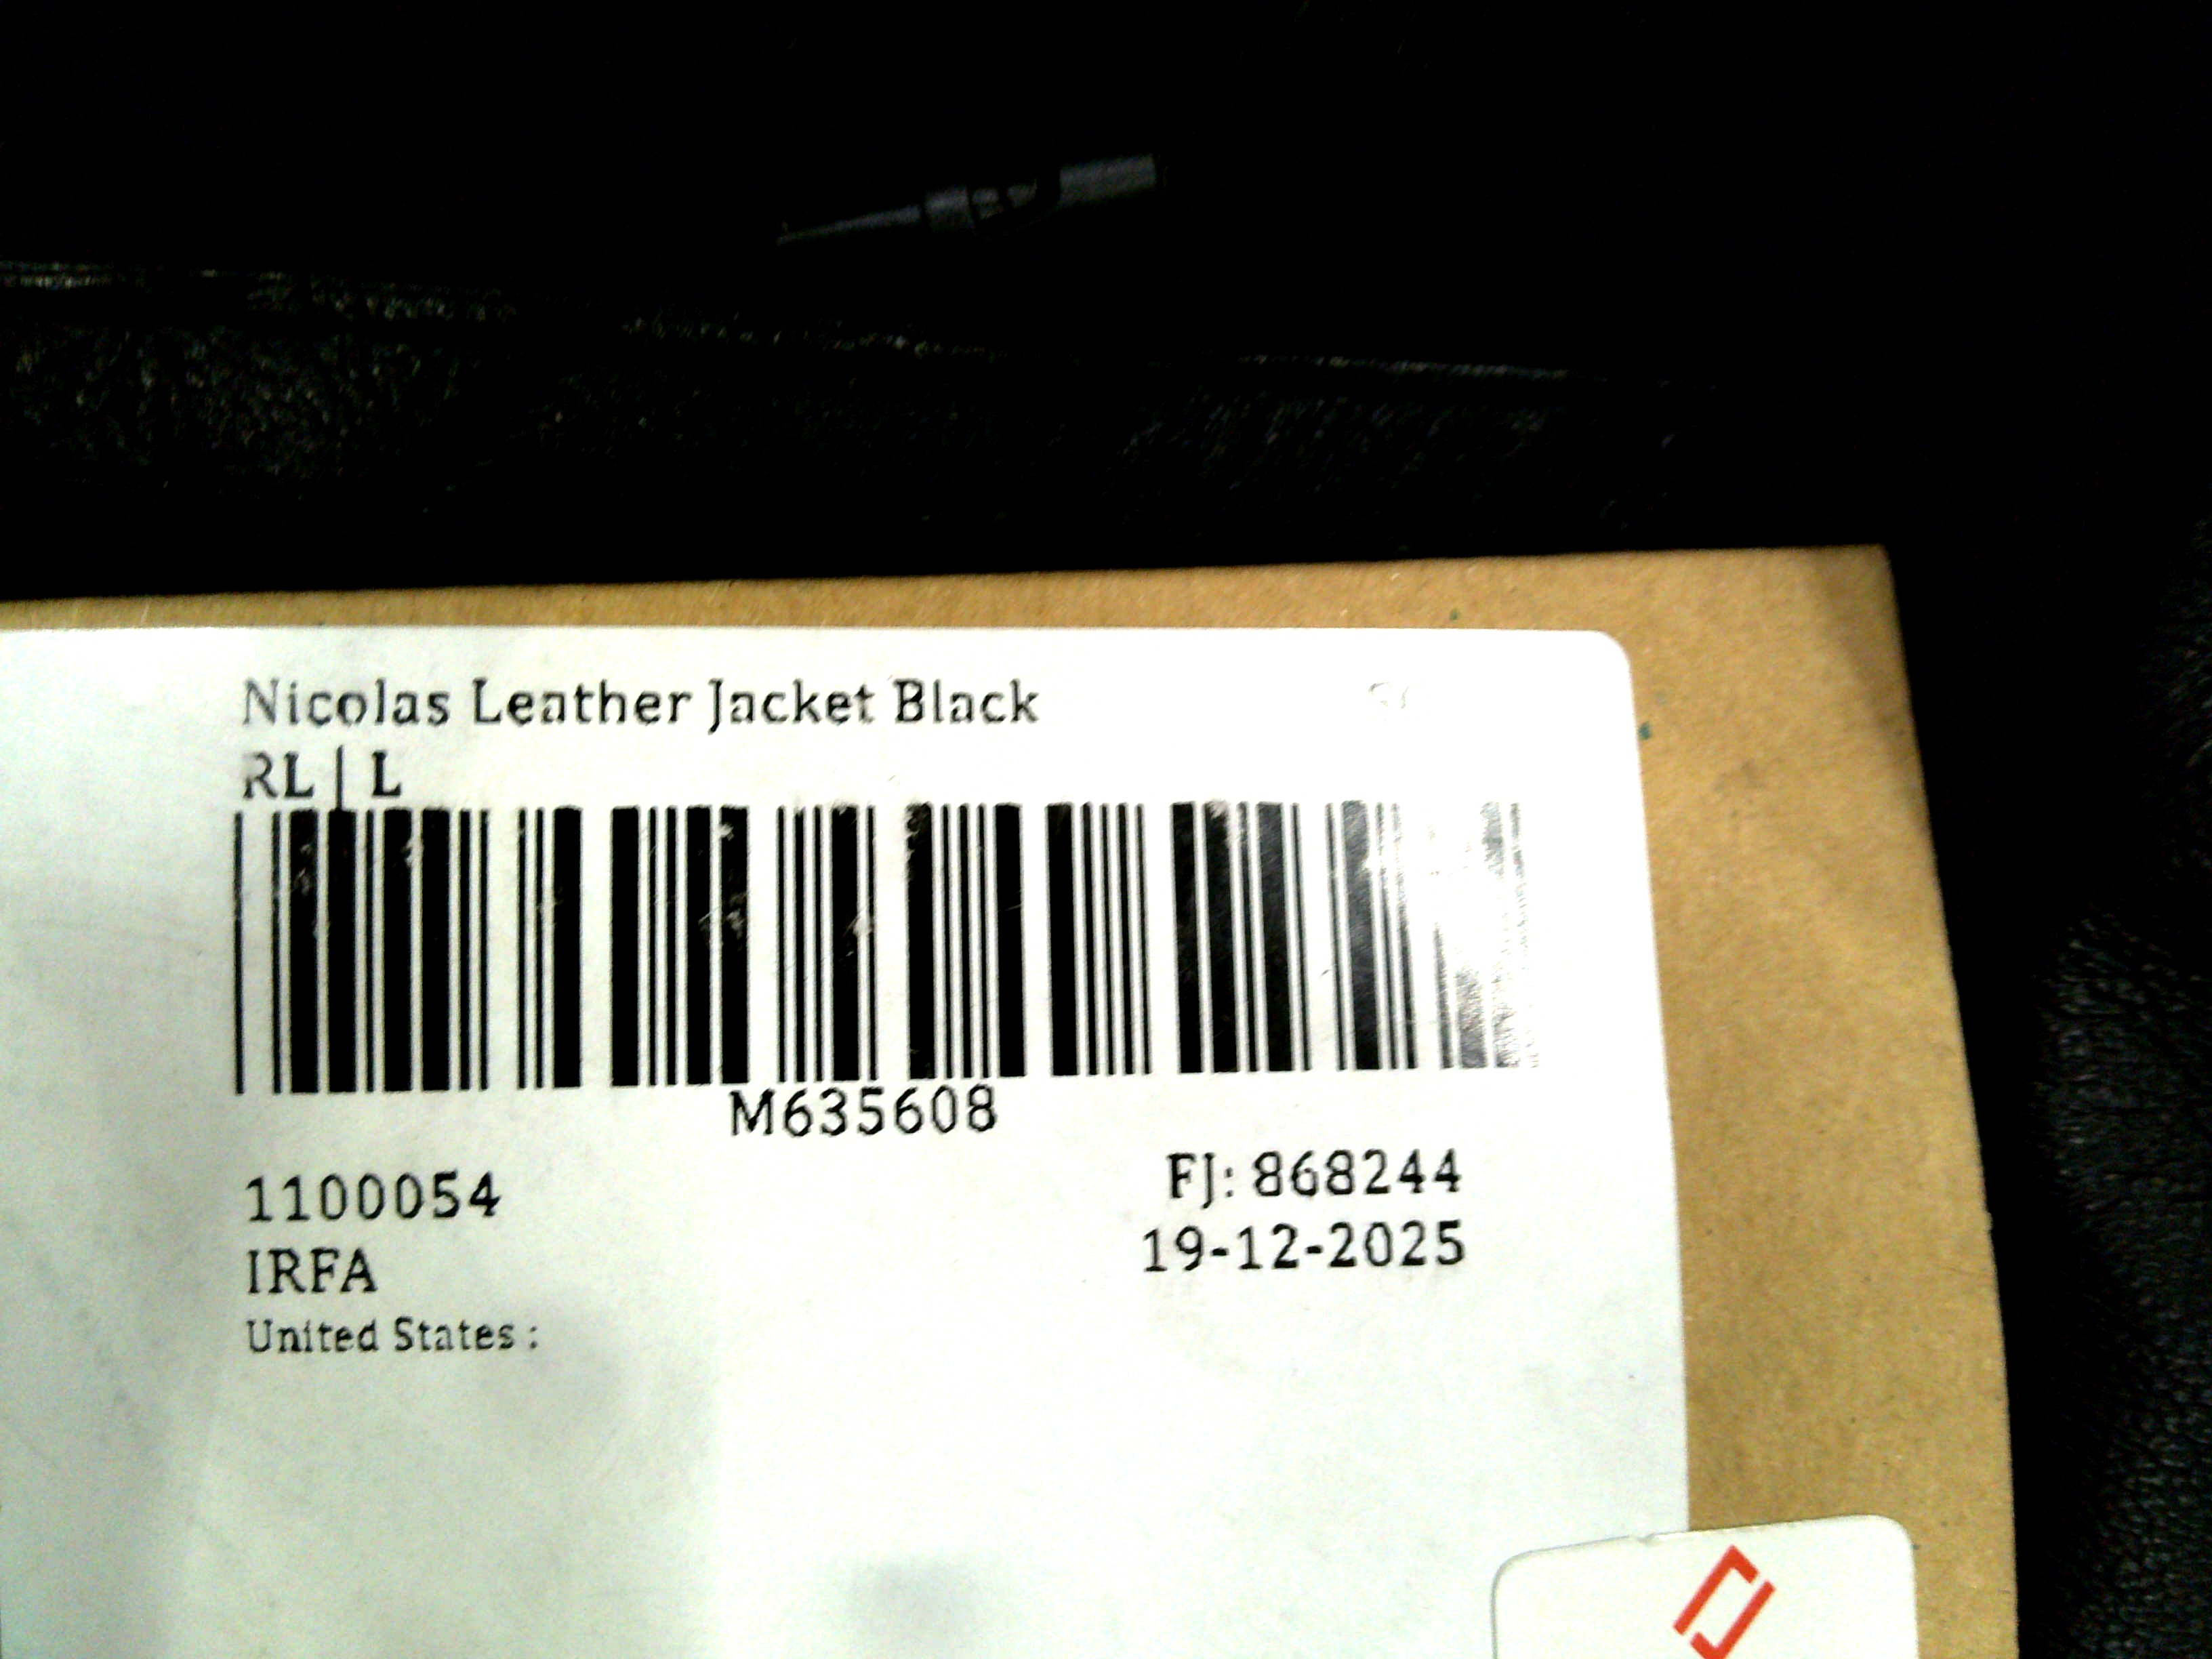 Nicolas Leather Jacket Black
RL | L
M635608
1100054
FJ: 868244
IRFA
19-12-2025
United States :